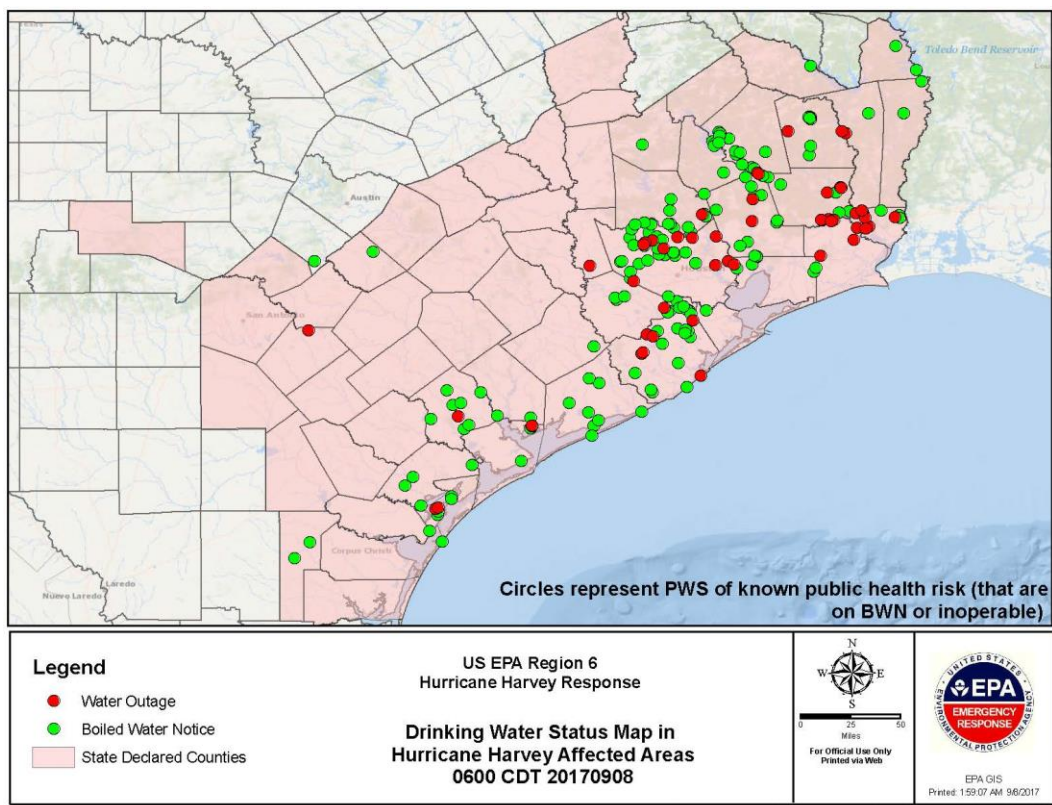 Toledo Bend Reservoir
Austin
San Antonio
Corpus Christi
Laredo
Nuevo Laredo
Circles represent PWS of known public health risk (that are
on BWN or inoperable)
Legend
Water Outage
Boiled Water Notice
State Declared Counties
US EPA Region 6
Hurricane Harvey Response
Drinking Water Status Map in
Hurricane Harvey Affected Areas
0600 CDT 20170908
N
W E
S
0 25 50
Miles
For Official Use Only
Printed via Web
UNITED STATES
EPA
EMERGENCY
RESPONSE
ENVIRONMENTAL PROTECTION AGENCY
EPA GIS
Printed: 1:59:07 AM 9/8/2017